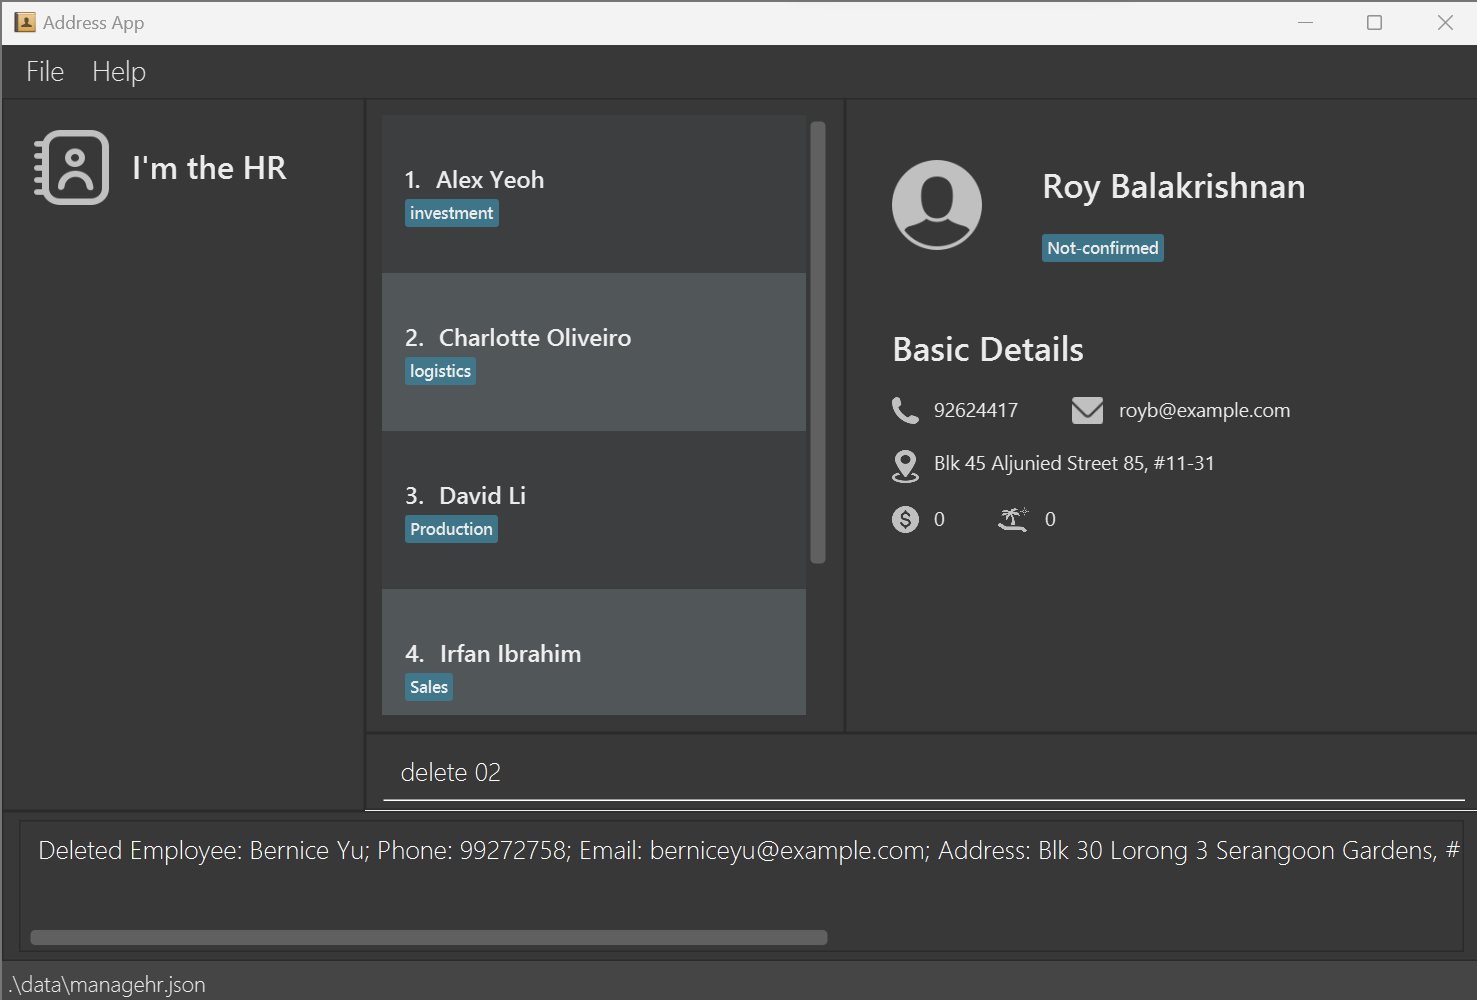 Address App
File Help
I'm the HR
1. Alex Yeoh
investment
2. Charlotte Oliveiro
logistics
3. David Li
Production
4. Irfan Ibrahim
Sales
Roy Balakrishnan
Not-confirmed
Basic Details
92624417 royb@example.com
Blk 45 Aljunied Street 85, #11-31
$ 0 0
delete 02
Deleted Employee: Bernice Yu; Phone: 99272758; Email: berniceyu@example.com; Address: Blk 30 Lorong 3 Serangoon Gardens, #
.\data\managehr.json